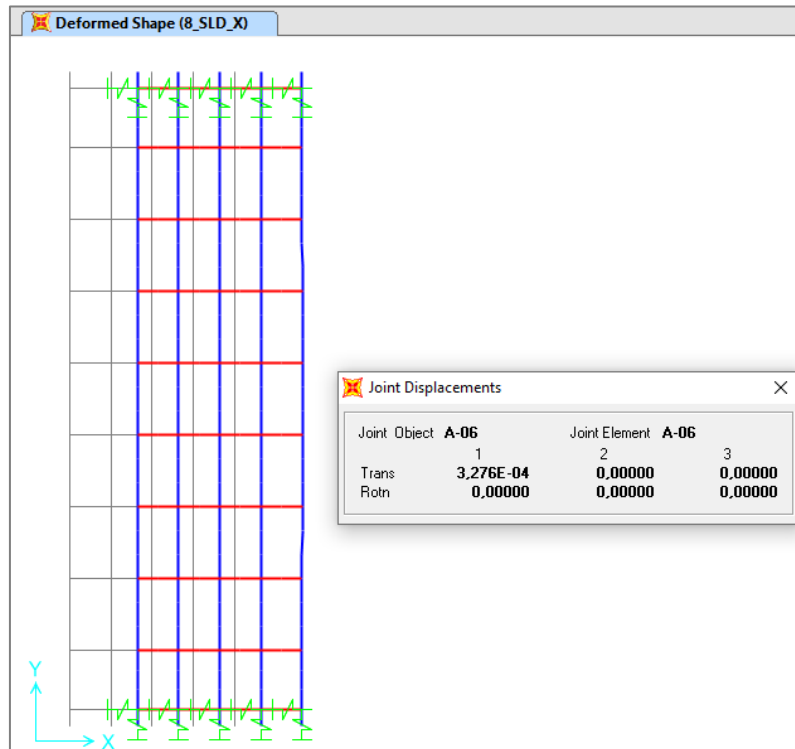 Deformed Shape (8_SLD_X)
Joint Displacements
Joint Object A-06 Joint Element A-06
1 2 3
Trans 3,276E-04 0,00000 0,00000
Rotn 0,00000 0,00000 0,00000
Y
X